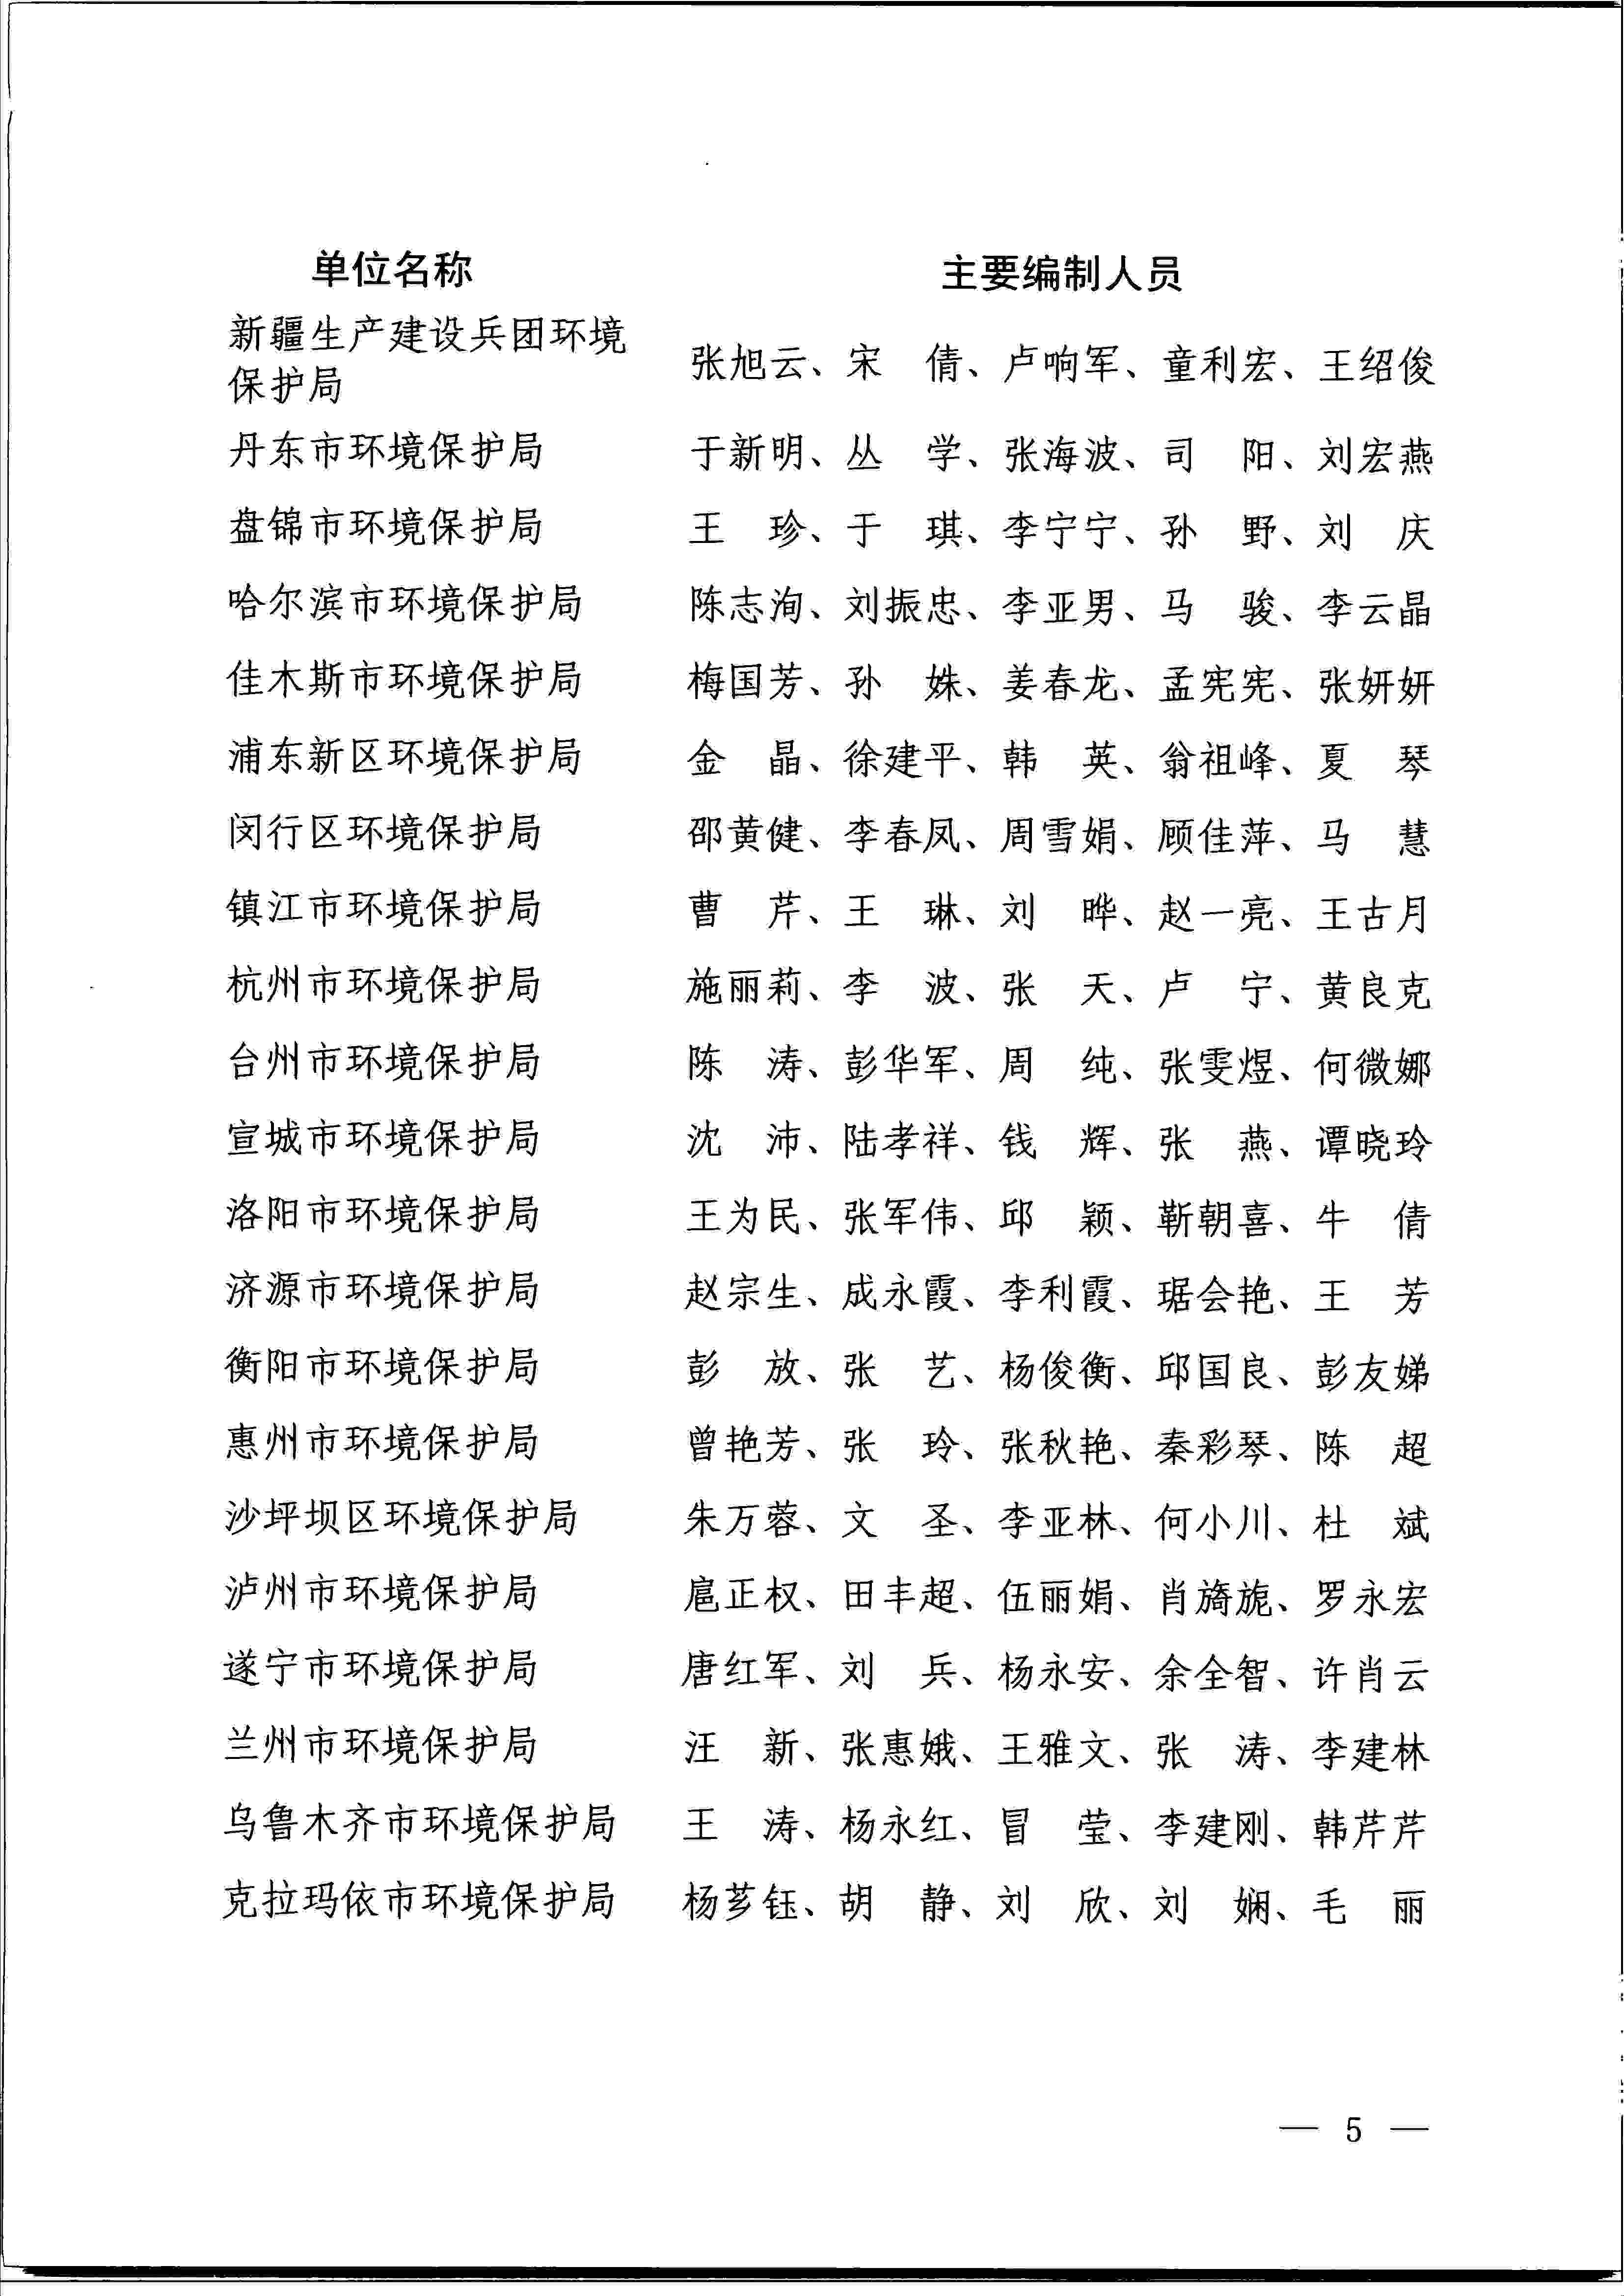 单位名称 主要编制人员
新疆生产建设兵团环境
保护局 张旭云、宋　倩、卢响军、童利宏、王绍俊
丹东市环境保护局 于新明、丛　学、张海波、司　阳、刘宏燕
盘锦市环境保护局 王　珍、于　琪、李宁宁、孙　野、刘　庆
哈尔滨市环境保护局 陈志洵、刘振忠、李亚男、马　骏、李云晶
佳木斯市环境保护局 梅国芳、孙　姝、姜春龙、孟宪宪、张妍妍
浦东新区环境保护局 金　晶、徐建平、韩　英、翁祖峰、夏　琴
闵行区环境保护局 邵黄健、李春凤、周雪娟、顾佳萍、马　慧
镇江市环境保护局 曹　芹、王　琳、刘　晔、赵一亮、王古月
杭州市环境保护局 施丽莉、李　波、张　天、卢　宁、黄良克
台州市环境保护局 陈　涛、彭华军、周　纯、张雯煜、何微娜
宣城市环境保护局 沈　沛、陆孝祥、钱　辉、张　燕、谭晓玲
洛阳市环境保护局 王为民、张军伟、邱　颖、靳朝喜、牛　倩
济源市环境保护局 赵宗生、成永霞、李利霞、琚会艳、王　芳
衡阳市环境保护局 彭　放、张　艺、杨俊衡、邱国良、彭友娣
惠州市环境保护局 曾艳芳、张　玲、张秋艳、秦彩琴、陈　超
沙坪坝区环境保护局 朱万蓉、文　圣、李亚林、何小川、杜　斌
泸州市环境保护局 扈正权、田丰超、伍丽娟、肖旖旎、罗永宏
遂宁市环境保护局 唐红军、刘　兵、杨永安、余全智、许肖云
兰州市环境保护局 汪　新、张惠娥、王雅文、张　涛、李建林
乌鲁木齐市环境保护局 王　涛、杨永红、冒　莹、李建刚、韩芹芹
克拉玛依市环境保护局 杨芗钰、胡　静、刘　欣、刘　娴、毛　丽
— 5 —